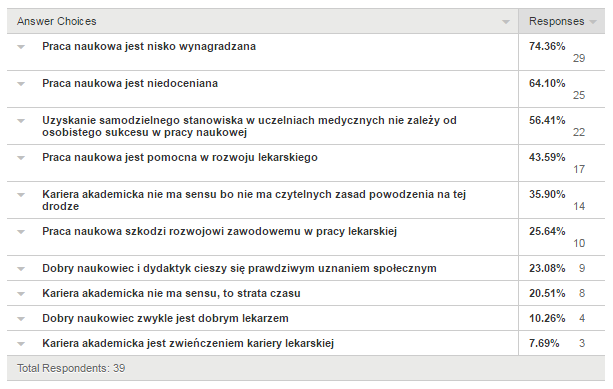 Answer Choices Responses
Praca naukowa jest nisko wynagradzana 74.36%
29
Praca naukowa jest niedoceniana 64.10%
25
Uzyskanie samodzielnego stanowiska w uczelniach medycznych nie zależy od 56.41%
osobistego sukcesu w pracy naukowej 22
Praca naukowa jest pomocna w rozwoju lekarskiego 43.59%
17
Kariera akademicka nie ma sensu bo nie ma czytelnych zasad powodzenia na tej 35.90%
drodze 14
Praca naukowa szkodzi rozwojowi zawodowemu w pracy lekarskiej 25.64%
10
Dobry naukowiec i dydaktyk cieszy się prawdziwym uznaniem społecznym 23.08% 9
Kariera akademicka nie ma sensu, to strata czasu 20.51% 8
Dobry naukowiec zwykle jest dobrym lekarzem 10.26% 4
Kariera akademicka jest zwieńczeniem kariery lekarskiej 7.69% 3
Total Respondents: 39